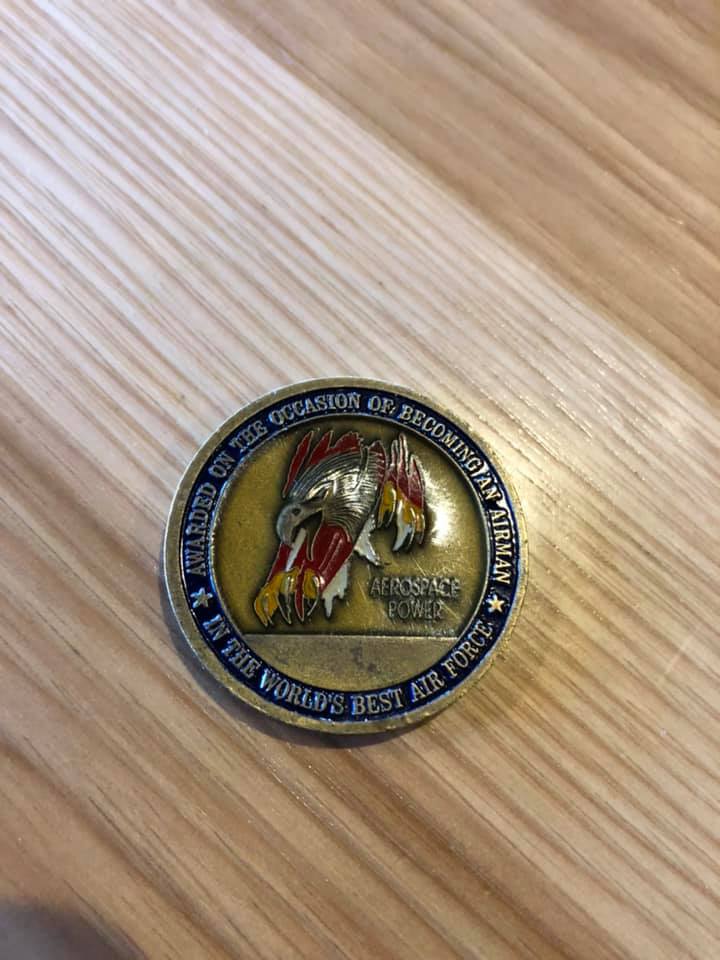 AWARDED ON THE OCCASION OF BECOMING AN AIRMAN
IN THE WORLD'S BEST AIR FORCE
AEROSPACE
POWER